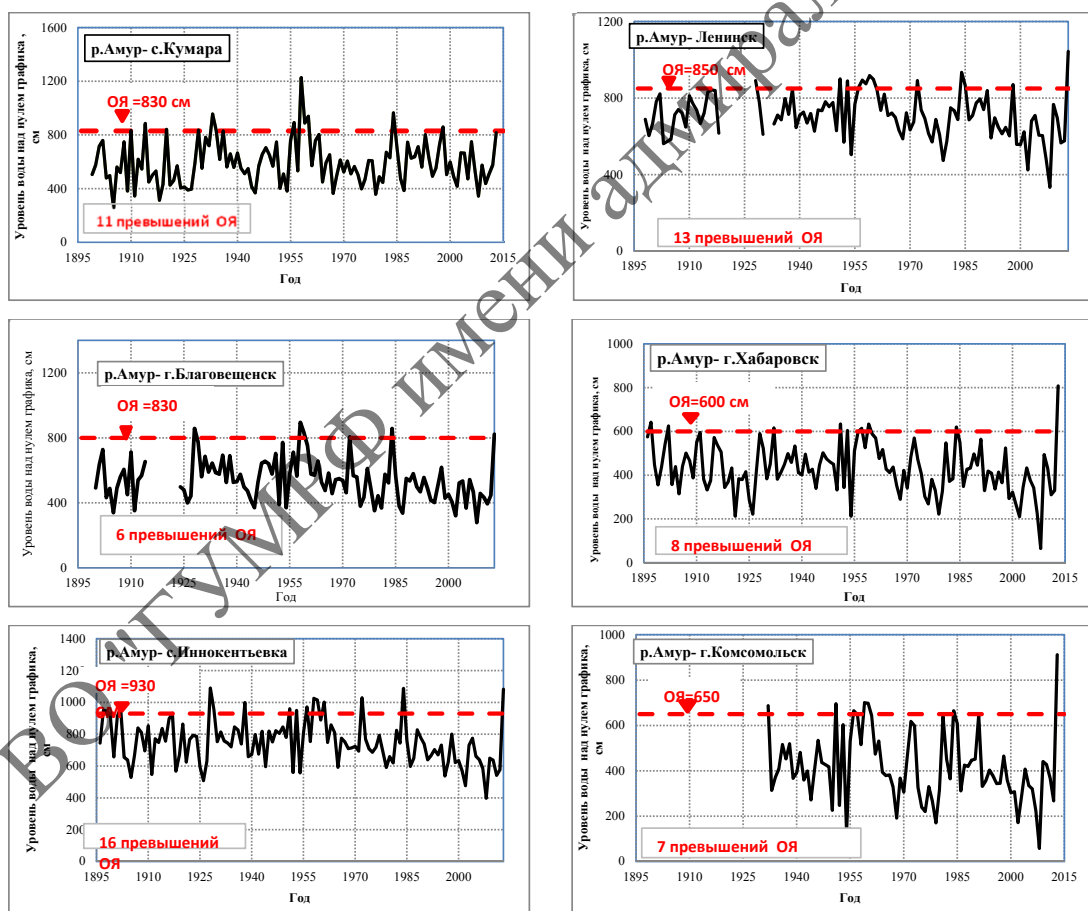 р.Амур- с.Кумара
Уровень воды над нулем графика ,
см
1600
1200
800
400
0
ОЯ=830 см
11 превышений ОЯ
1895
1910
1925
1940
1955
1970
1985
2000
2015
Год
р.Амур- Ленинск
Уровень воды над нулем графика, см
1200
900
600
300
0
ОЯ=850 см
13 превышений ОЯ
1895
1910
1925
1940
1955
1970
1985
2000
Год
р.Амур- г.Благовещенск
Уровень воды над нулем графика, см
1200
800
400
0
ОЯ =830
6 превышений ОЯ
1895
1910
1925
1940
1955
1970
1985
2000
Год
р.Амур- г.Хабаровск
Уровень воды над нулем графика, см
1000
800
600
400
200
0
ОЯ=600 см
8 превышений ОЯ
1895
1910
1925
1940
1955
1970
1985
2000
2015
Год
р.Амур- с.Иннокентьевка
Уровень воды над нулем графика,
см
1400
1200
1000
800
600
400
200
0
ОЯ =930
16 превышений
ОЯ
1895
1910
1925
1940
1955
1970
1985
2000
Год
р.Амур- г.Комсомольск
Уровень воды над нулем графика,
см
1000
800
600
400
200
0
ОЯ=650
7 превышений ОЯ
1895
1910
1925
1940
1955
1970
1985
2000
2015
Год
ВО "ГУМРФ имени адмирал